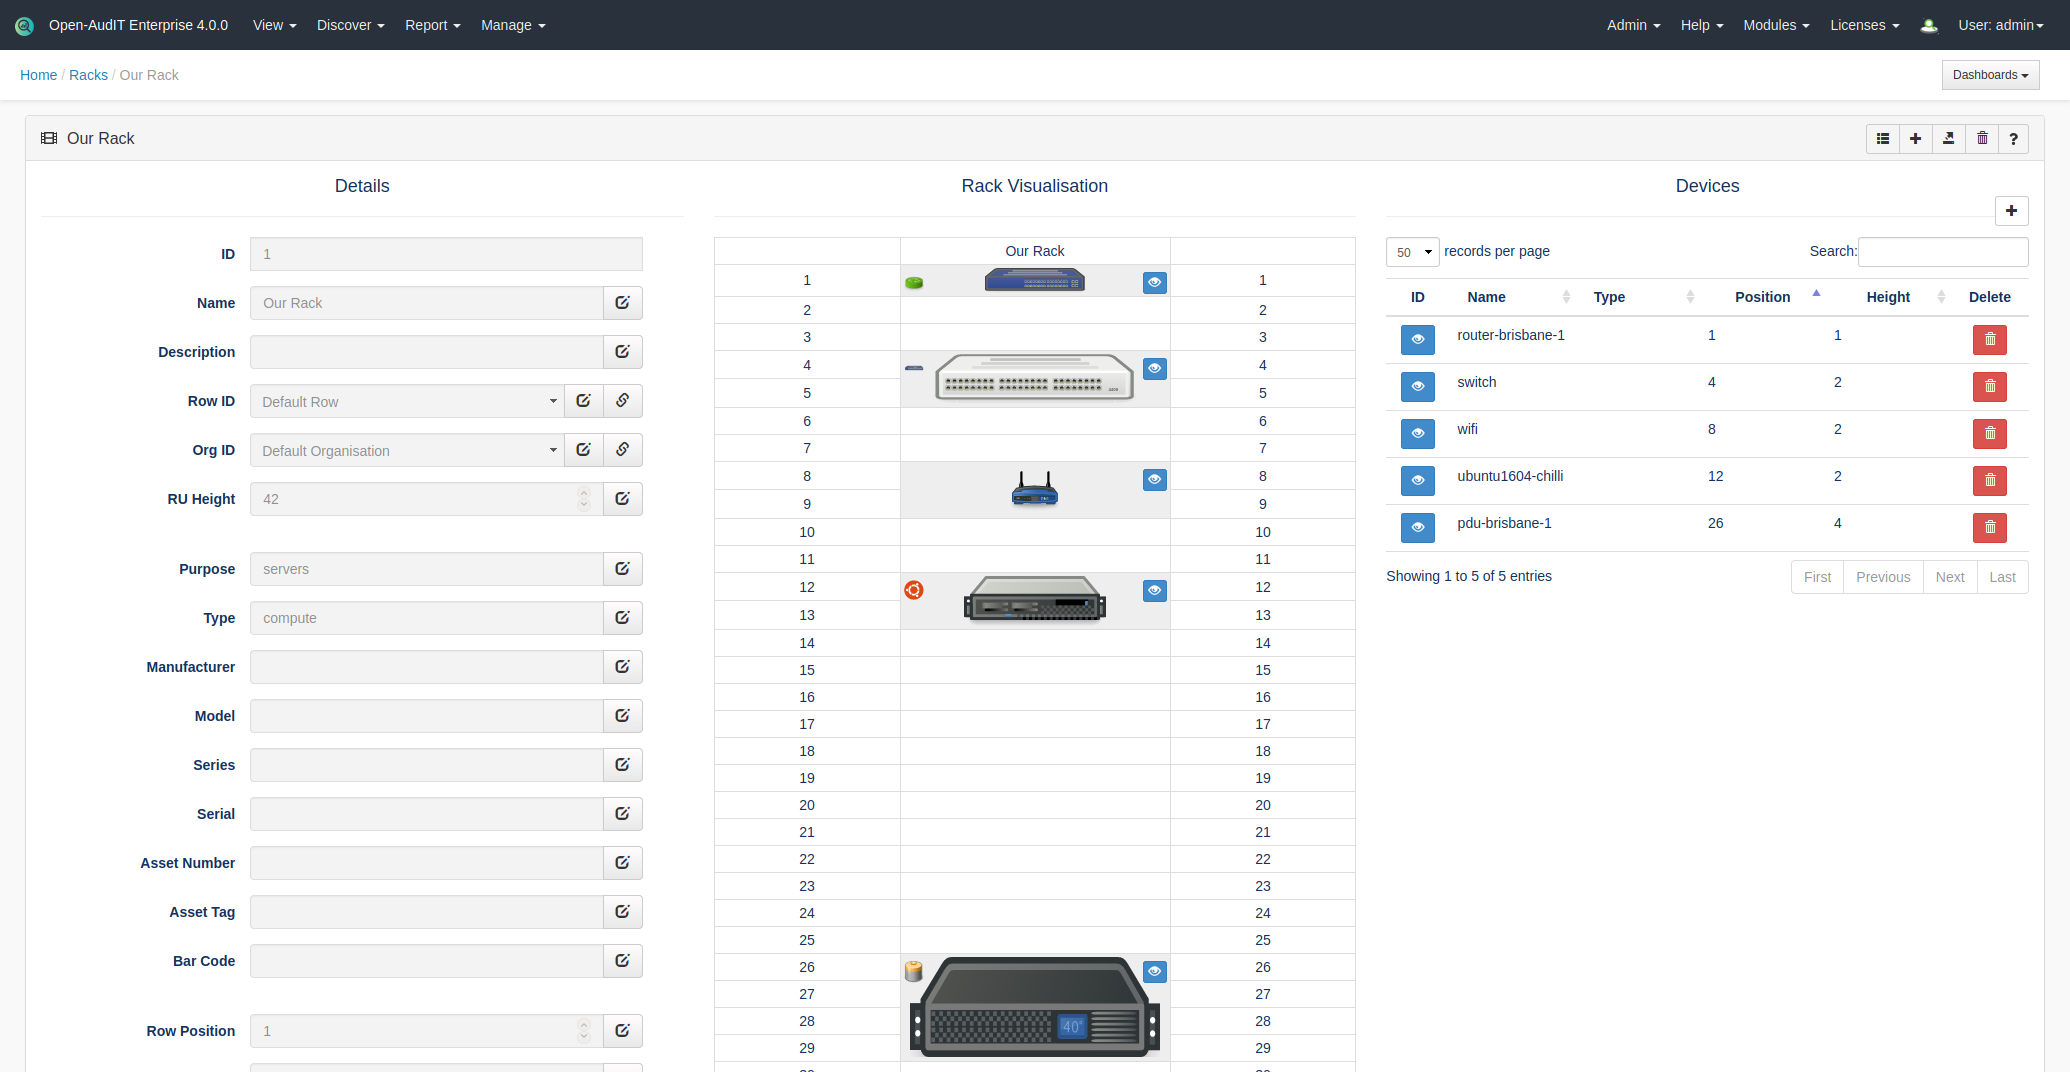 Open-AudIT Enterprise 4.0.0 View Discover Report Manage Admin Help Modules Licenses User: admin
Home / Racks / Our Rack Dashboards
Our Rack ?
Details
ID 1
Name Our Rack
Description
Row ID Default Row
Org ID Default Organisation
RU Height 42
Purpose servers
Type compute
Manufacturer
Model
Series
Serial
Asset Number
Asset Tag
Bar Code
Row Position 1
Rack Visualisation
Our Rack
1 1
2 2
3 3
4 4
5 5
6 6
7 7
8 8
9 9
10 10
11 11
12 12
13 13
14 14
15 15
16 16
17 17
18 18
19 19
20 20
21 21
22 22
23 23
24 24
25 25
26 26
27 27
28 40° 28
29 29
Devices
50 records per page Search:
ID Name Type Position Height Delete
router-brisbane-1 1 1
switch 4 2
wifi 8 2
ubuntu1604-chilli 12 2
pdu-brisbane-1 26 4
Showing 1 to 5 of 5 entries First Previous Next Last